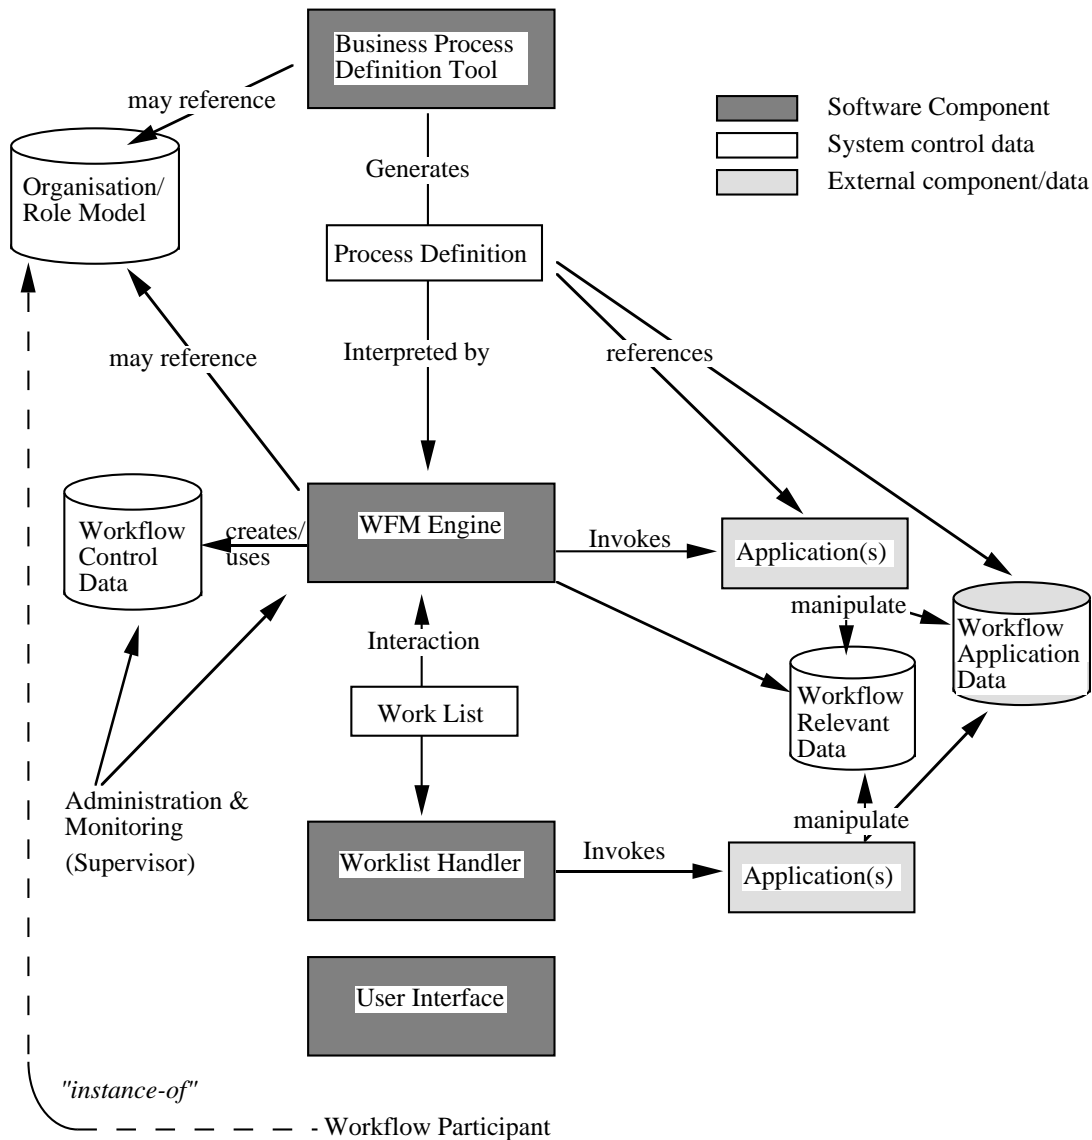 Business Process
Definition Tool
may reference
Software Component
System control data
External component/data
Generates
Organisation/
Role Model
Process Definition
may reference
Interpreted by
references
Workflow
Control
Data
creates/
uses
WFM Engine
Invokes
Application(s)
manipulate
Workflow
Application
Data
Interaction
Work List
Workflow
Relevant
Data
Administration &
Monitoring
(Supervisor)
manipulate
Worklist Handler
Invokes
Application(s)
User Interface
"instance-of"
Workflow Participant